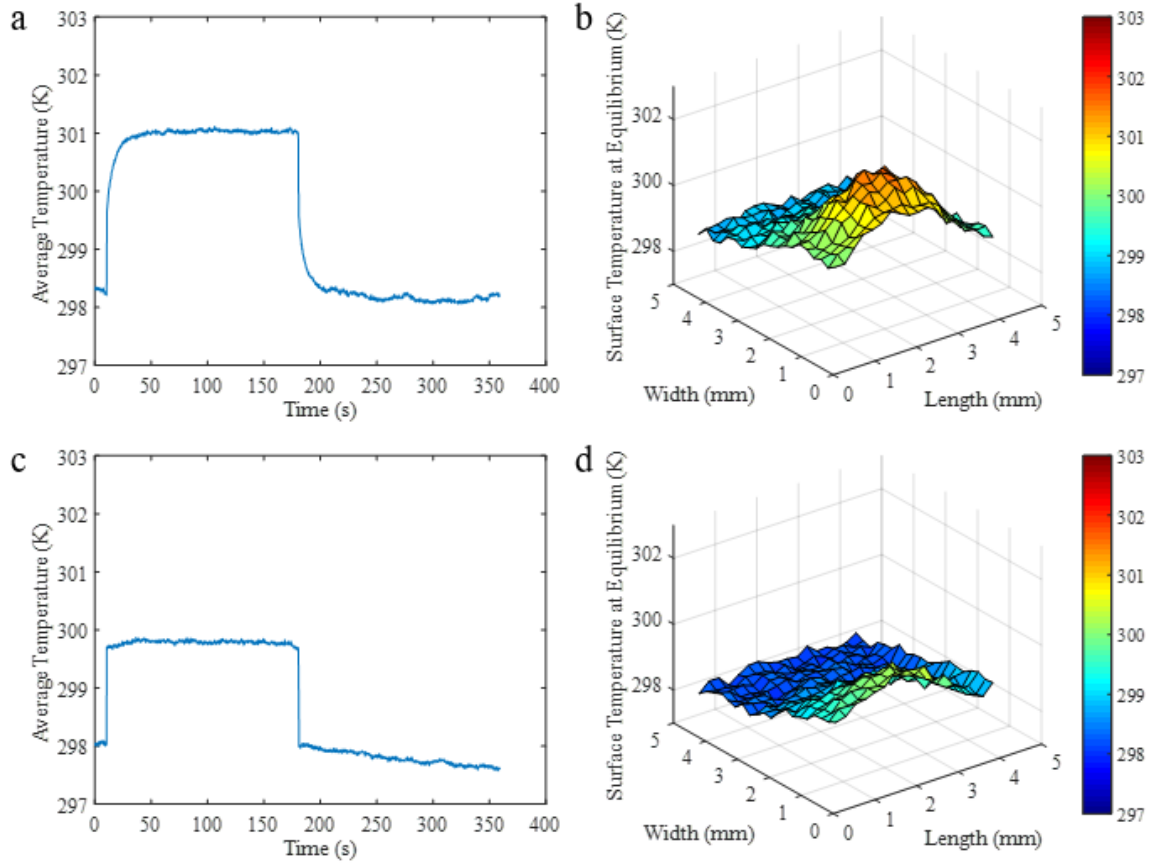 a
303
302
301
300
299
298
297
0 50 100 150 200 250 300 350 400
Average Temperature (K)
Time (s)
b
Surface Temperature at Equilibrium (K)
302
300
298
5 4 3 2 1 0
Width (mm)
0 1 2 3 4 5
Length (mm)
303
302
301
300
299
298
297
c
303
302
301
300
299
298
297
0 50 100 150 200 250 300 350 400
Average Temperature (K)
Time (s)
d
Surface Temperature at Equilibrium (K)
302
300
298
5 4 3 2 1 0
Width (mm)
0 1 2 3 4 5
Length (mm)
303
302
301
300
299
298
297